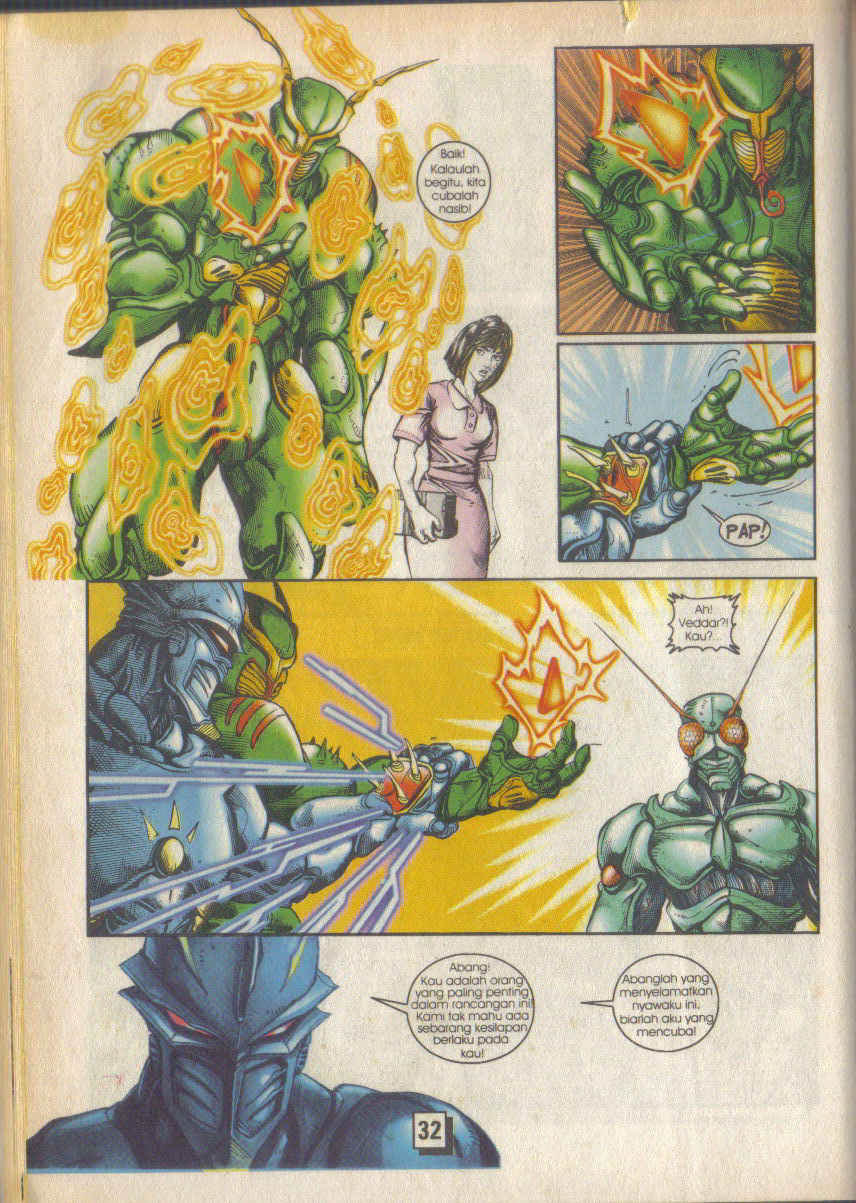 Baik!
Kalaulah
begitu, kita
cubalah
nasib!
PAP!
Ah!
Veddar?!
Kau?...
Abang!
Kau adalah orang
yang paling penting
dalam rancangan ini!
Kami tak mahu ada
sebarang kesilapan
berlaku pada
kau!
Abanglah yang
menyelamatkan
nyawaku ini,
biarlah aku yang
mencuba!
32